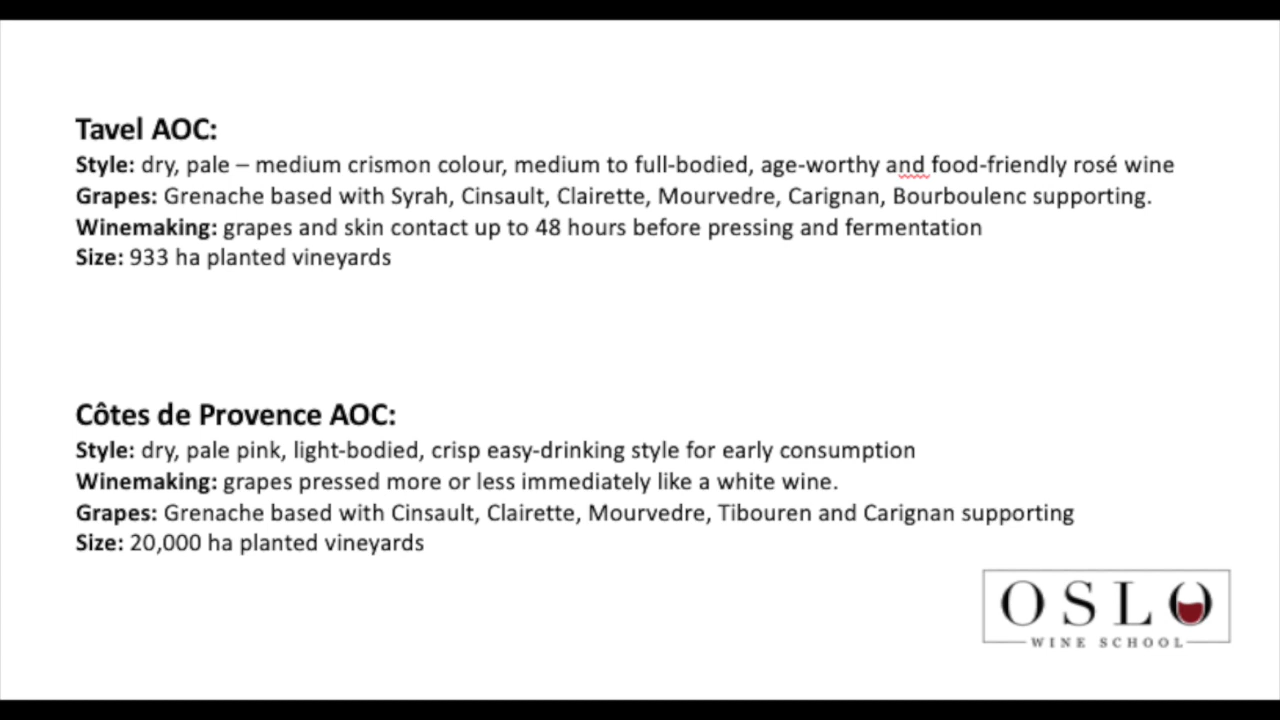 Tavel AOC:
Style: dry, pale – medium crismon colour, medium to full-bodied, age-worthy and food-friendly rosé wine
Grapes: Grenache based with Syrah, Cinsault, Clairette, Mourvedre, Carignan, Bourboulenc supporting.
Winemaking: grapes and skin contact up to 48 hours before pressing and fermentation
Size: 933 ha planted vineyards
Côtes de Provence AOC:
Style: dry, pale pink, light-bodied, crisp easy-drinking style for early consumption
Winemaking: grapes pressed more or less immediately like a white wine.
Grapes: Grenache based with Cinsault, Clairette, Mourvedre, Tibouren and Carignan supporting
Size: 20,000 ha planted vineyards
OSLO
WINE SCHOOL